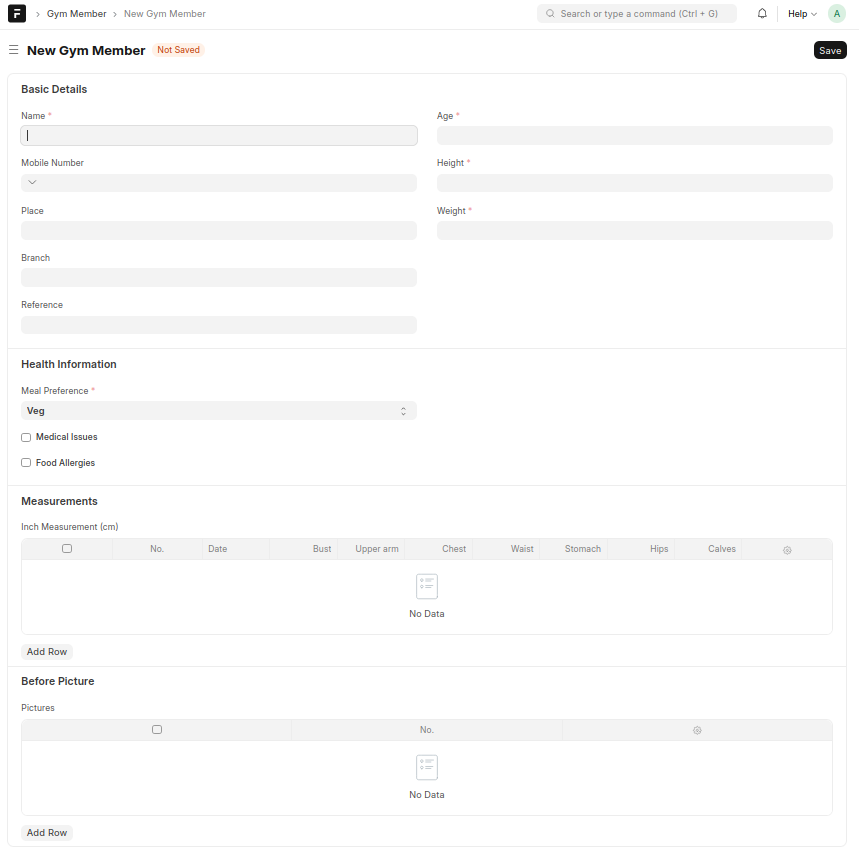 F
Gym Member
New Gym Member
Search or type a command (Ctrl + G)
Help
A
New Gym Member
Not Saved
Save
Basic Details
Name *
Age *
Mobile Number
Height *
Place
Weight *
Branch
Reference
Health Information
Meal Preference *
Veg
Medical Issues
Food Allergies
Measurements
Inch Measurement (cm)
No. Date Bust Upper arm Chest Waist Stomach Hips Calves
No Data
Add Row
Before Picture
Pictures
No.
No Data
Add Row